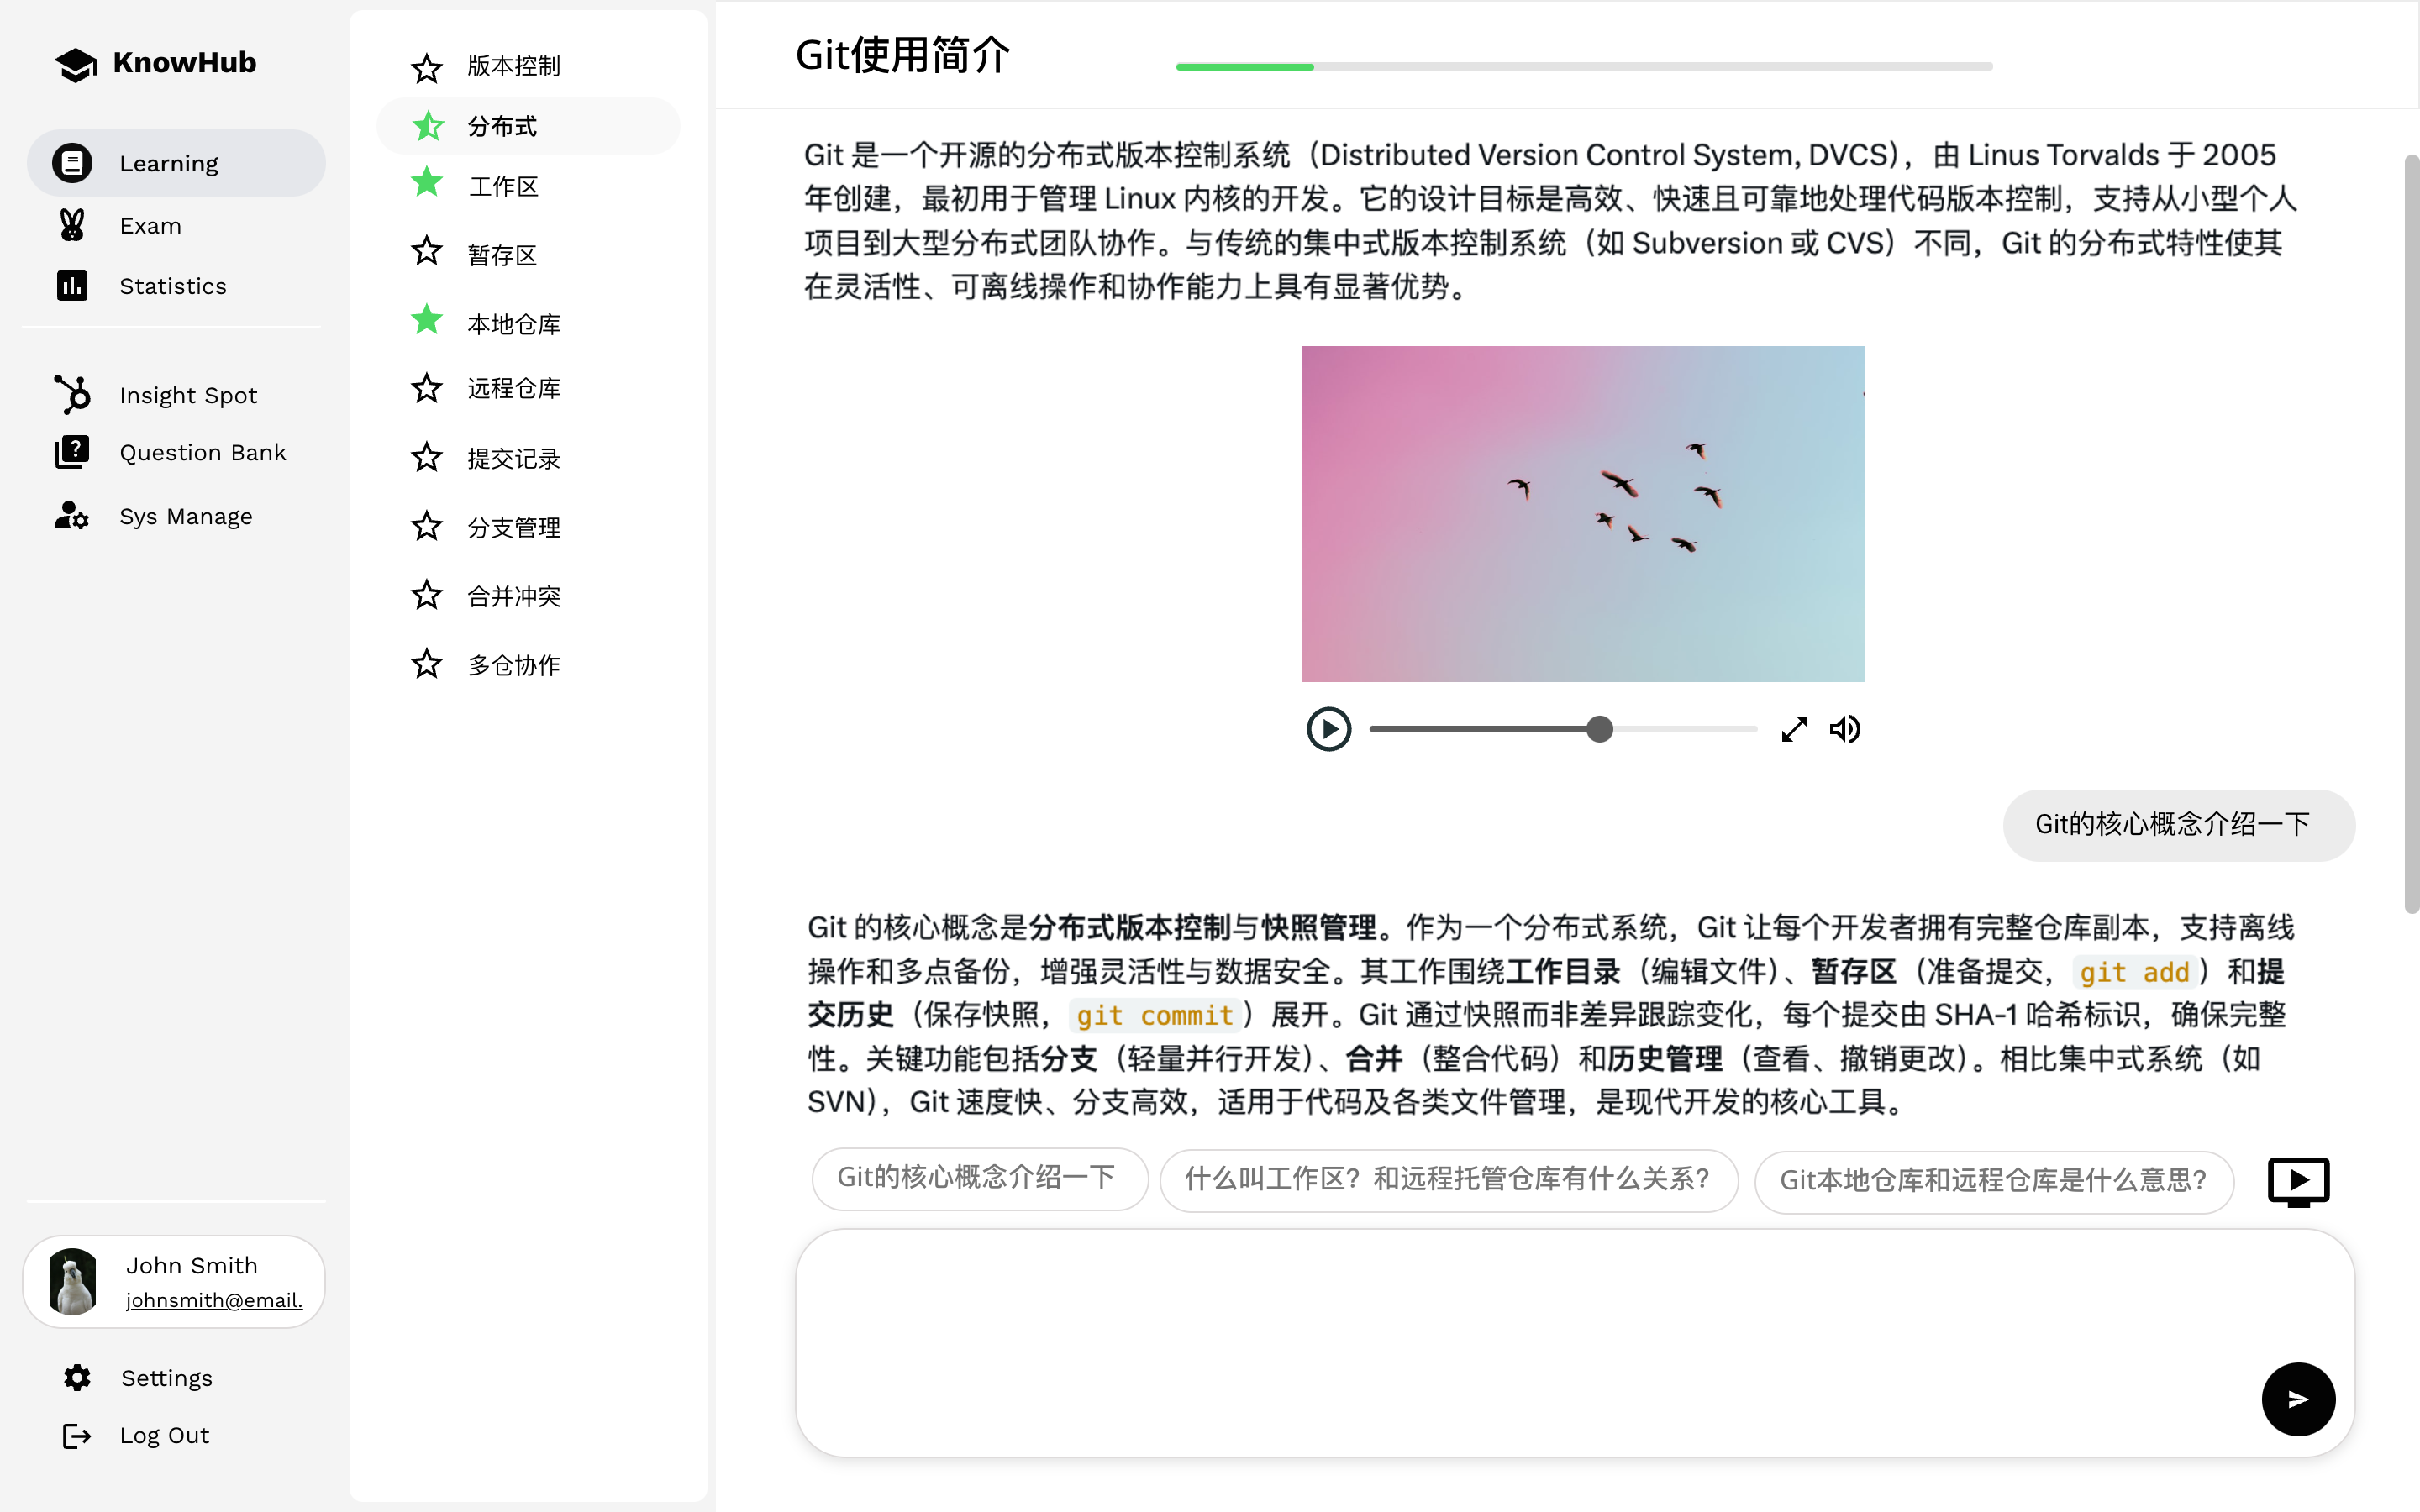 KnowHub
Learning
Exam
Statistics
Insight Spot
Question Bank
Sys Manage
John Smith
johnsmith@email.
Settings
Log Out
版本控制
分布式
工作区
暂存区
本地仓库
远程仓库
提交记录
分支管理
合并冲突
多仓协作
Git使用简介
Git 是一个开源的分布式版本控制系统（Distributed Version Control System, DVCS），由 Linus Torvalds 于 2005
年创建，最初用于管理 Linux 内核的开发。它的设计目标是高效、快速且可靠地处理代码版本控制，支持从小型个人
项目到大型分布式团队协作。与传统的集中式版本控制系统（如 Subversion 或 CVS）不同，Git 的分布式特性使其
在灵活性、可离线操作和协作能力上具有显著优势。
Git的核心概念介绍一下
Git 的核心概念是分布式版本控制与快照管理。作为一个分布式系统，Git 让每个开发者拥有完整仓库副本，支持离线
操作和多点备份，增强灵活性与数据安全。其工作围绕工作目录（编辑文件）、暂存区（准备提交，git add）和提
交历史（保存快照，git commit）展开。Git 通过快照而非差异跟踪变化，每个提交由 SHA-1 哈希标识，确保完整
性。关键功能包括分支（轻量并行开发）、合并（整合代码）和历史管理（查看、撤销更改）。相比集中式系统（如
SVN），Git 速度快、分支高效，适用于代码及各类文件管理，是现代开发的核心工具。
Git的核心概念介绍一下
什么叫工作区？和远程托管仓库有什么关系？
Git本地仓库和远程仓库是什么意思？